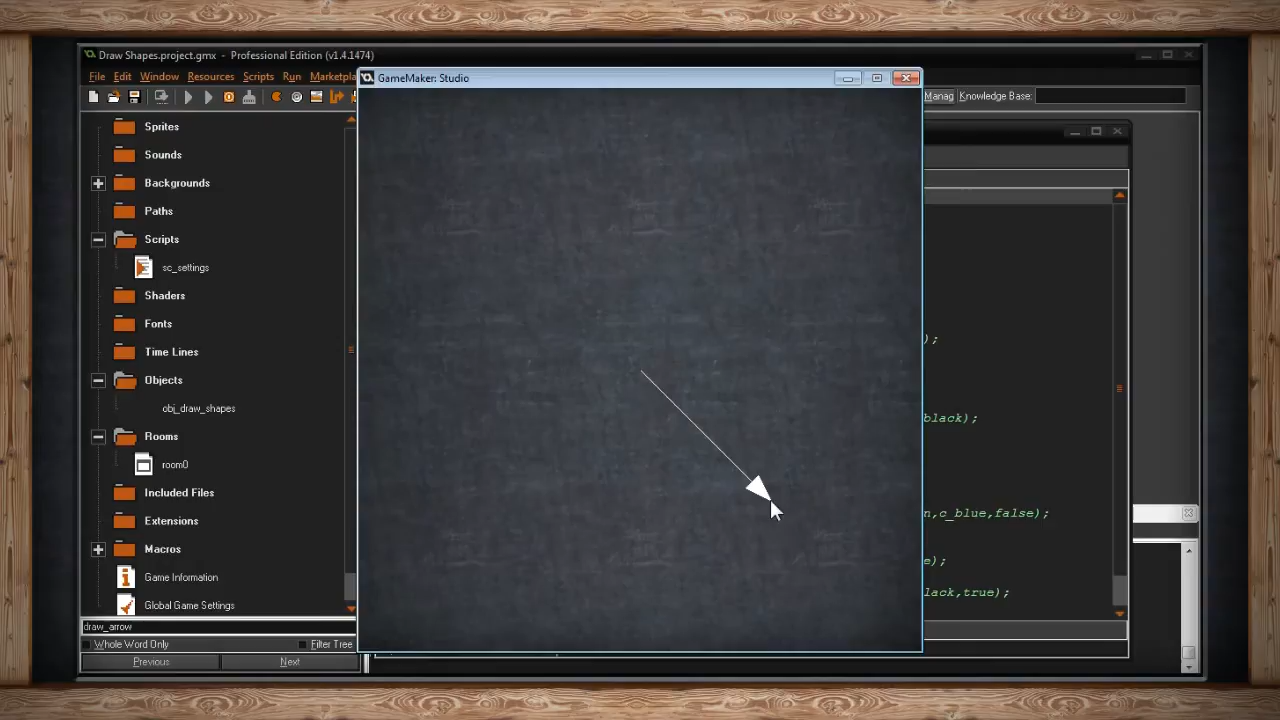 Draw Shapes.project.gmx - Professional Edition (v1.4.1474)
File Edit Window Resources Scripts Run Marketpla
GameMaker: Studio
Manag Knowledge Base:
Sprites
Sounds
Backgrounds
Paths
Scripts
sc_settings
Shaders
Fonts
Time Lines
Objects
obj_draw_shapes
Rooms
room0
Included Files
Extensions
Macros
Game Information
Global Game Settings
draw_arrow
Whole Word Only Filter Tree
Previous Next
);
black);
n,c_blue,false);
e);
lack,true);